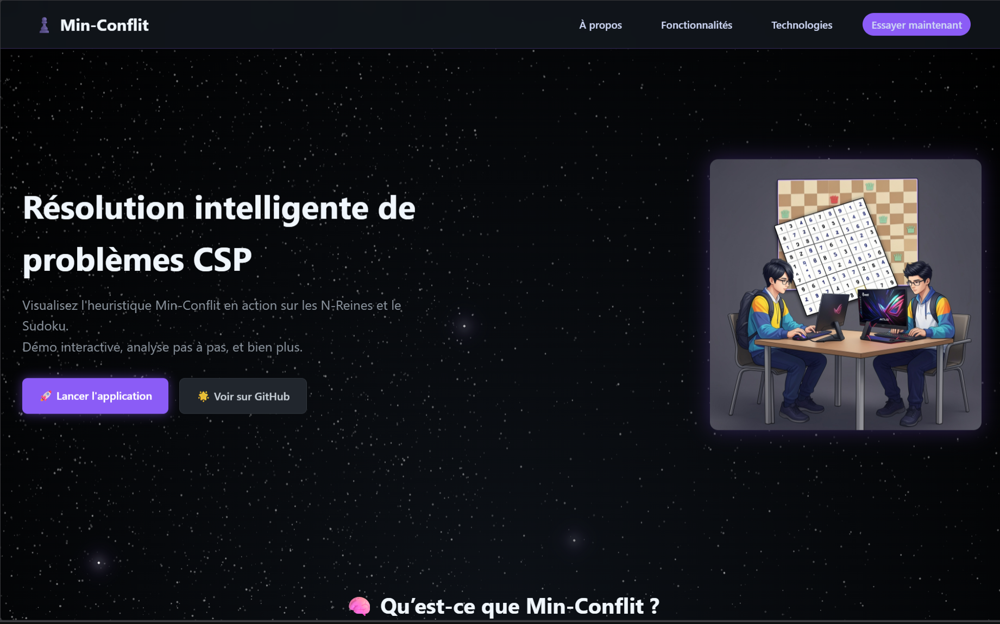 Min-Conflit
À propos
Fonctionnalités
Technologies
Essayer maintenant
Résolution intelligente de
problèmes CSP
Visualisez l'heuristique Min-Conflit en action sur les N-Reines et le
Sudoku.
Démo interactive, analyse pas à pas, et bien plus.
🚀 Lancer l'application
🌟 Voir sur GitHub
🧠 Qu’est-ce que Min-Conflit ?